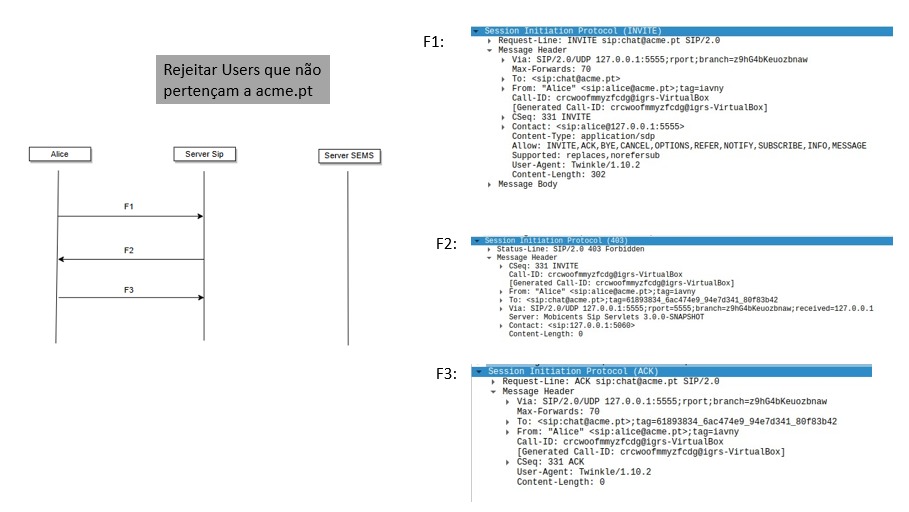 Rejeitar Users que não
pertençam a acme.pt
Alice
Server Sip
Server SEMS
F1
F2
F3
F1:
Session Initiation Protocol (INVITE)
Request-Line: INVITE sip:chat@acme.pt SIP/2.0
Message Header
Via: SIP/2.0/UDP 127.0.0.1:5555;rport;branch=z9hG4bKeuozbnaw
Max-Forwards: 70
To: <sip:chat@acme.pt>
From: "Alice" <sip:alice@acme.pt>;tag=iavny
Call-ID: crcwoofmmyzfcdg@igrs-VirtualBox
[Generated Call-ID: crcwoofmmyzfcdg@igrs-VirtualBox]
CSeq: 331 INVITE
Contact: <sip:alice@127.0.0.1:5555>
Content-Type: application/sdp
Allow: INVITE,ACK,BYE,CANCEL,OPTIONS,REFER,NOTIFY,SUBSCRIBE,INFO,MESSAGE
Supported: replaces,norefersub
User-Agent: Twinkle/1.10.2
Content-Length: 302
Message Body
F2:
Session Initiation Protocol (403)
Status-Line: SIP/2.0 403 Forbidden
Message Header
CSeq: 331 INVITE
Call-ID: crcwoofmmyzfcdg@igrs-VirtualBox
[Generated Call-ID: crcwoofmmyzfcdg@igrs-VirtualBox]
From: "Alice" <sip:alice@acme.pt>;tag=iavny
To: <sip:chat@acme.pt>;tag=61893834_6ac474e9_94e7d341_80f83b42
Via: SIP/2.0/UDP 127.0.0.1:5555;rport=5555;branch=z9hG4bKeuozbnaw;received=127.0.0.1
Server: Mobicents Sip Servlets 3.0.0-SNAPSHOT
Contact: <sip:127.0.0.1:5060>
Content-Length: 0
F3:
Session Initiation Protocol (ACK)
Request-Line: ACK sip:chat@acme.pt SIP/2.0
Message Header
Via: SIP/2.0/UDP 127.0.0.1:5555;rport;branch=z9hG4bKeuozbnaw
Max-Forwards: 70
To: <sip:chat@acme.pt>;tag=61893834_6ac474e9_94e7d341_80f83b42
From: "Alice" <sip:alice@acme.pt>;tag=iavny
Call-ID: crcwoofmmyzfcdg@igrs-VirtualBox
[Generated Call-ID: crcwoofmmyzfcdg@igrs-VirtualBox]
CSeq: 331 ACK
User-Agent: Twinkle/1.10.2
Content-Length: 0